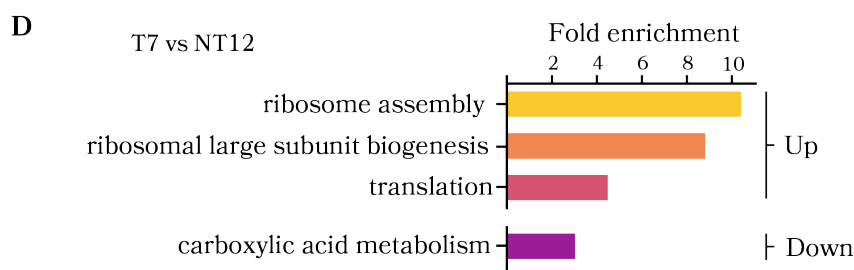 D
T7 vs NT12
Fold enrichment
2 4 6 8 10
ribosome assembly
ribosomal large subunit biogenesis
translation
Up
carboxylic acid metabolism
Down